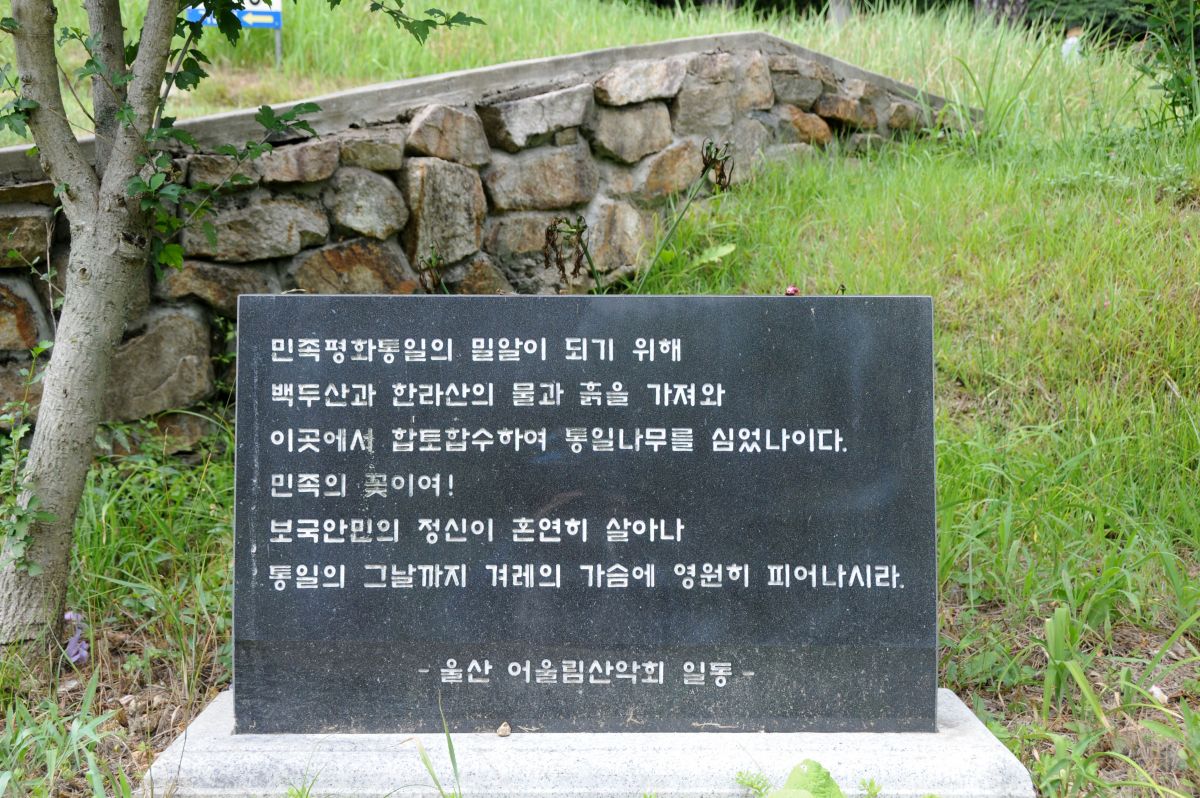 민족평화통일의 밀알이 되기 위해
백두산과 한라산의 물과 흙을 가져와
이곳에서 합토합수하여 통일나무를 심었나이다.
민족의 꽃이여!
보국안민의 정신이 혼연히 살아나
통일의 그날까지 겨레의 가슴에 영원히 피어나시라.
- 울산 어울림산악회 일동 -